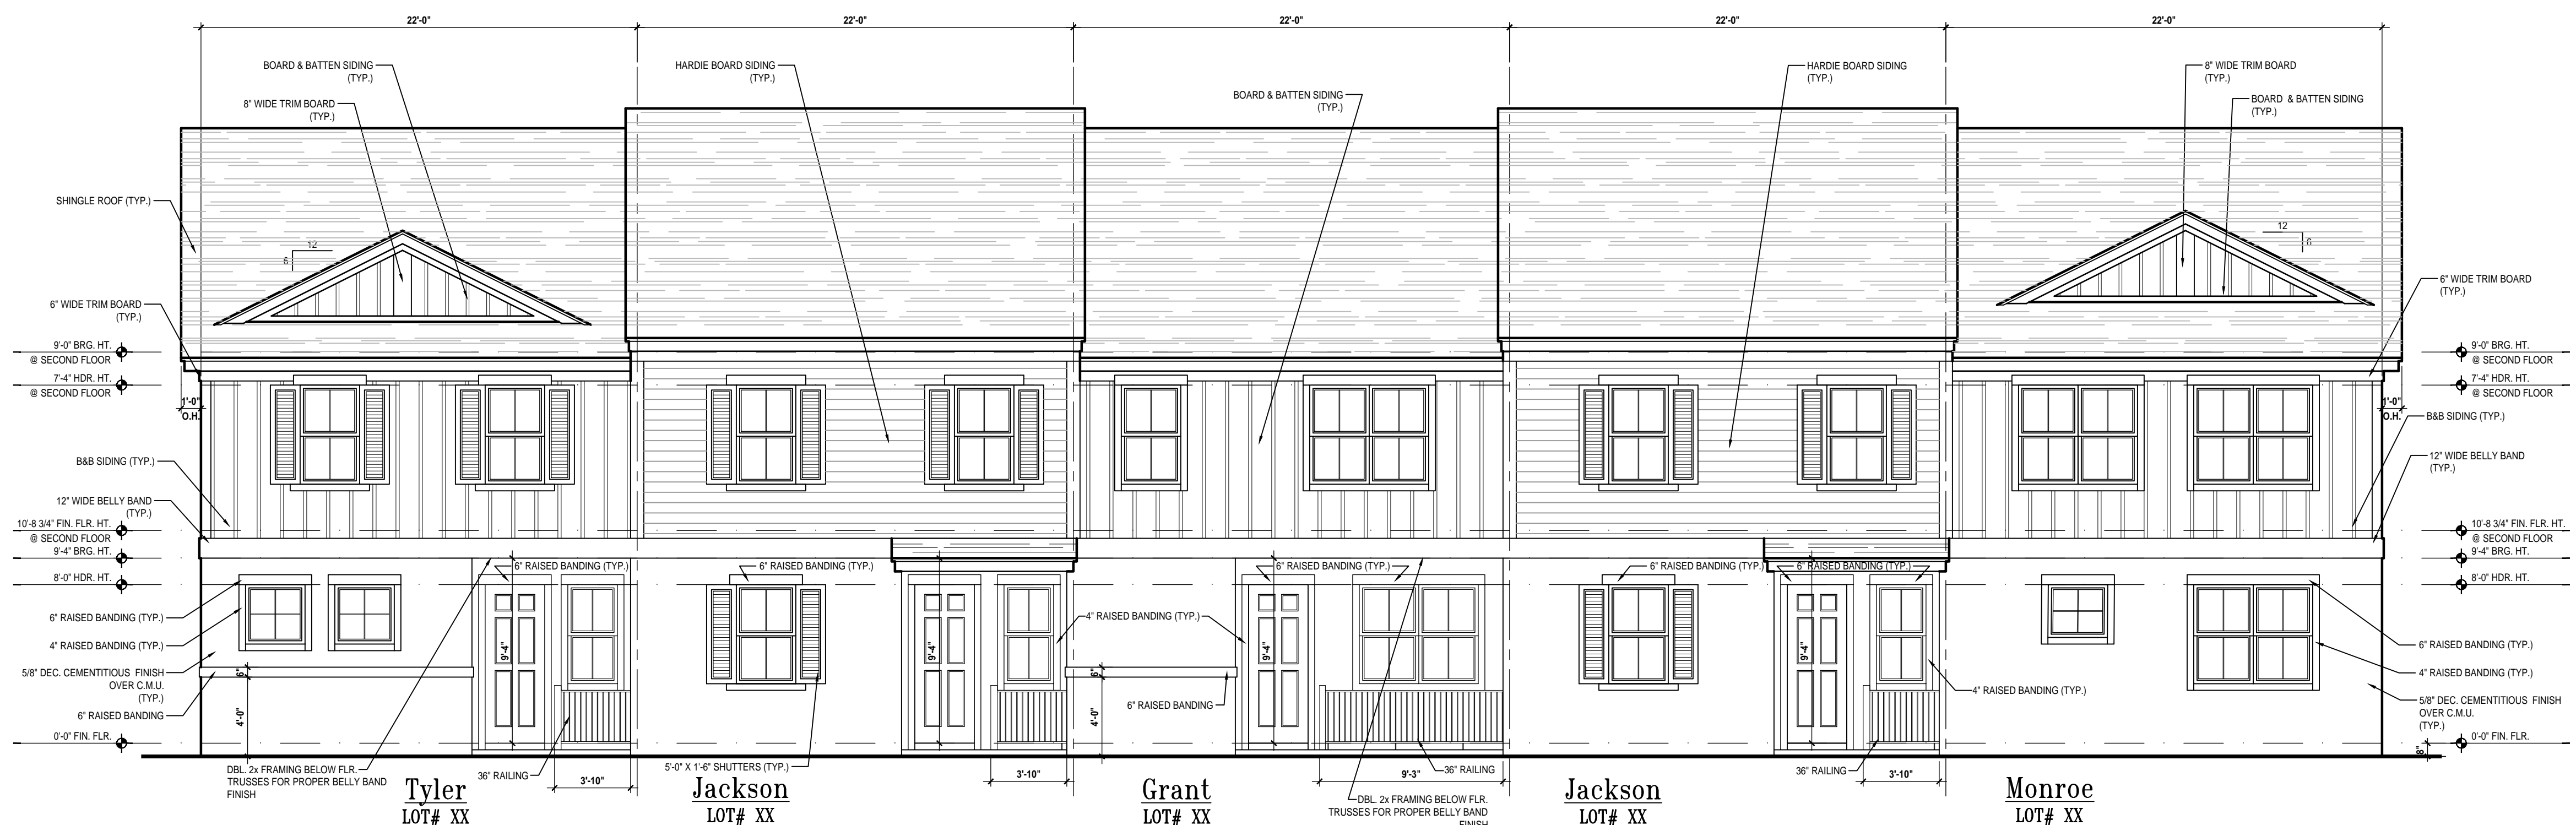 22'-0"
22'-0"
22'-0"
22'-0"
22'-0"
BOARD & BATTEN SIDING
(TYP.)
8" WIDE TRIM BOARD
(TYP.)
HARDIE BOARD SIDING
(TYP.)
BOARD & BATTEN SIDING
(TYP.)
HARDIE BOARD SIDING
(TYP.)
8" WIDE TRIM BOARD
(TYP.)
BOARD & BATTEN SIDING
(TYP.)
SHINGLE ROOF (TYP.)
12
6
12
6
6" WIDE TRIM BOARD
(TYP.)
6" WIDE TRIM BOARD
(TYP.)
9'-0" BRG. HT.
@ SECOND FLOOR
7'-4" HDR. HT.
@ SECOND FLOOR
1'-0"
O.H.
9'-0" BRG. HT.
@ SECOND FLOOR
7'-4" HDR. HT.
@ SECOND FLOOR
1'-0"
O.H.
B&B SIDING (TYP.)
B&B SIDING (TYP.)
12" WIDE BELLY BAND
(TYP.)
12" WIDE BELLY BAND
(TYP.)
10'-8 3/4" FIN. FLR. HT.
@ SECOND FLOOR
9'-4" BRG. HT.
8'-0" HDR. HT.
10'-8 3/4" FIN. FLR. HT.
@ SECOND FLOOR
9'-4" BRG. HT.
8'-0" HDR. HT.
6" RAISED BANDING (TYP.)
6" RAISED BANDING (TYP.)
6" RAISED BANDING (TYP.)
6" RAISED BANDING (TYP.)
6" RAISED BANDING (TYP.)
6" RAISED BANDING (TYP.)
6" RAISED BANDING (TYP.)
6" RAISED BANDING (TYP.)
4" RAISED BANDING (TYP.)
5/8" DEC. CEMENTITIOUS FINISH
OVER C.M.U.
(TYP.)
6" RAISED BANDING
0'-0" FIN. FLR.
6"
4'-0"
9'-4"
9'-4"
4" RAISED BANDING (TYP.)
6"
4'-0"
6" RAISED BANDING
9'-4"
9'-4"
4" RAISED BANDING (TYP.)
6" RAISED BANDING (TYP.)
4" RAISED BANDING (TYP.)
5/8" DEC. CEMENTITIOUS FINISH
OVER C.M.U.
(TYP.)
0'-0" FIN. FLR.
8"
DBL. 2x FRAMING BELOW FLR.
TRUSSES FOR PROPER BELLY BAND
FINISH
36" RAILING
3'-10"
5'-0" X 1'-6" SHUTTERS (TYP.)
3'-10"
9'-3"
36" RAILING
DBL. 2x FRAMING BELOW FLR.
TRUSSES FOR PROPER BELLY BAND
FINISH
36" RAILING
3'-10"
Tyler
LOT# XX
Jackson
LOT# XX
Grant
LOT# XX
Jackson
LOT# XX
Monroe
LOT# XX